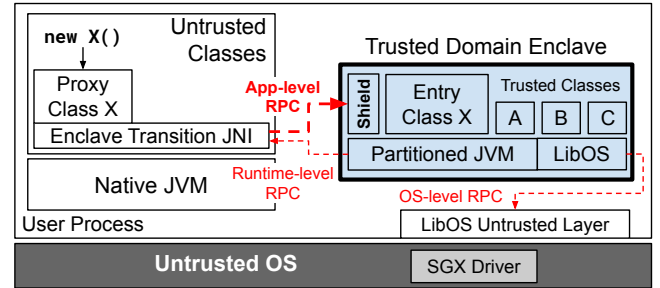 new X()
Untrusted
Classes
Proxy
Class X
Enclave Transition JNI
Native JVM
User Process
App-level
RPC
Runtime-level
RPC
Trusted Domain Enclave
Shield
Entry
Class X
Trusted Classes
A
B
C
Partitioned JVM
LibOS
OS-level RPC
LibOS Untrusted Layer
Untrusted OS
SGX Driver